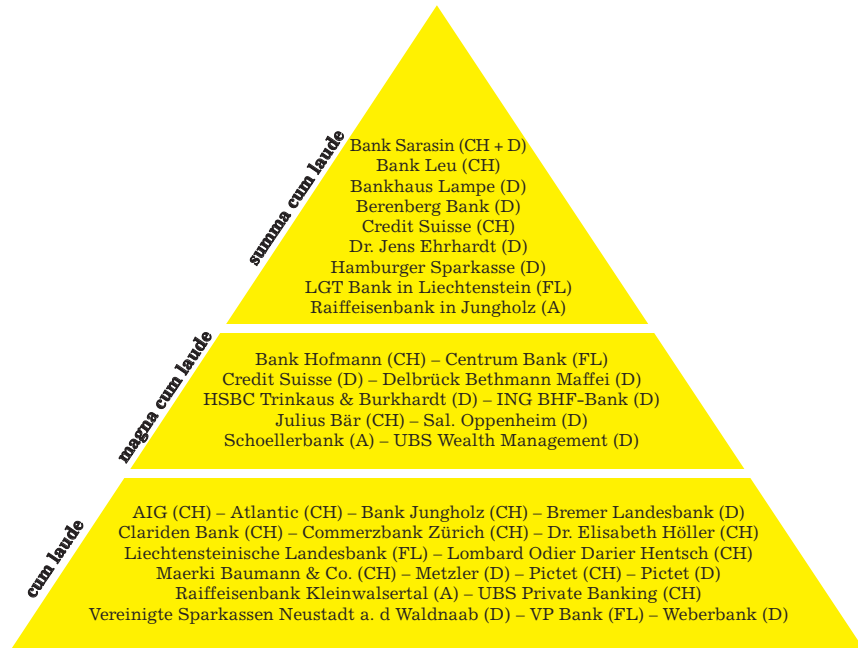 summa cum laude
Bank Sarasin (CH + D)
Bank Leu (CH)
Bankhaus Lampe (D)
Berenberg Bank (D)
Credit Suisse (CH)
Dr. Jens Ehrhardt (D)
Hamburger Sparkasse (D)
LGT Bank in Liechtenstein (FL)
Raiffeisenbank in Jungholz (A)
magna cum laude
Bank Hofmann (CH) – Centrum Bank (FL)
Credit Suisse (D) – Delbrück Bethmann Maffei (D)
HSBC Trinkaus & Burkhardt (D) – ING BHF-Bank (D)
Julius Bär (CH) – Sal. Oppenheim (D)
Schoellerbank (A) – UBS Wealth Management (D)
cum laude
AIG (CH) – Atlantic (CH) – Bank Jungholz (CH) – Bremer Landesbank (D)
Clariden Bank (CH) – Commerzbank Zürich (CH) – Dr. Elisabeth Höller (CH)
Liechtensteinische Landesbank (FL) – Lombard Odier Darier Hentsch (CH)
Maerki Baumann & Co. (CH) – Metzler (D) – Pictet (CH) – Pictet (D)
Raiffeisenbank Kleinwalsertal (A) – UBS Private Banking (CH)
Vereinigte Sparkassen Neustadt a. d Waldnaab (D) – VP Bank (FL) – Weberbank (D)